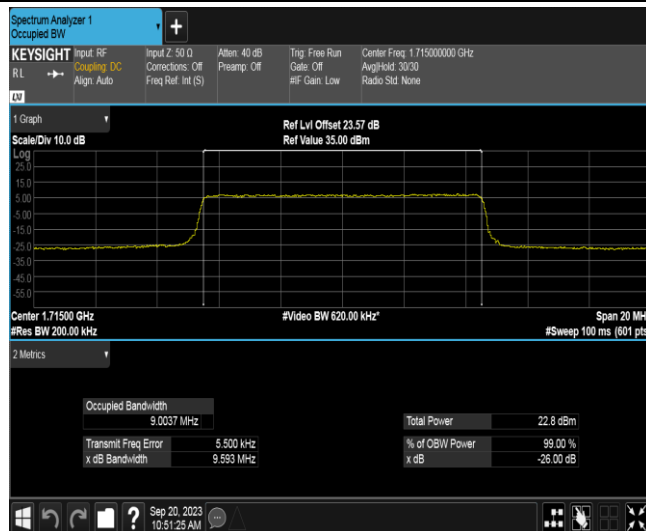 Spectrum Analyzer 1
Occupied BW
+
KEYSIGHT Input: RF Input Z: 50 Ω Atten: 40 dB Trig: Free Run Center Freq: 1.715000000 GHz
RL Coupling: DC Corrections: Off Preamp: Off Gate: Off Avg|Hold: 30/30
Align: Auto Freq Ref: Int (S) #IF Gain: Low Radio Std: None
LXI
1 Graph
Ref Lvl Offset 23.57 dB
Scale/Div 10.0 dB Ref Value 35.00 dBm
Log
25.0
15.0
5.00
-5.00
-15.0
-25.0
-35.0
-45.0
-55.0
Center 1.71500 GHz #Video BW 620.00 kHz* Span 20 MH
#Res BW 200.00 kHz #Sweep 100 ms (601 pts
2 Metrics
Occupied Bandwidth
9.0037 MHz Total Power 22.8 dBm
Transmit Freq Error 5.500 kHz % of OBW Power 99.00 %
x dB Bandwidth 9.593 MHz x dB -26.00 dB
? Sep 20, 2023
10:51:25 AM